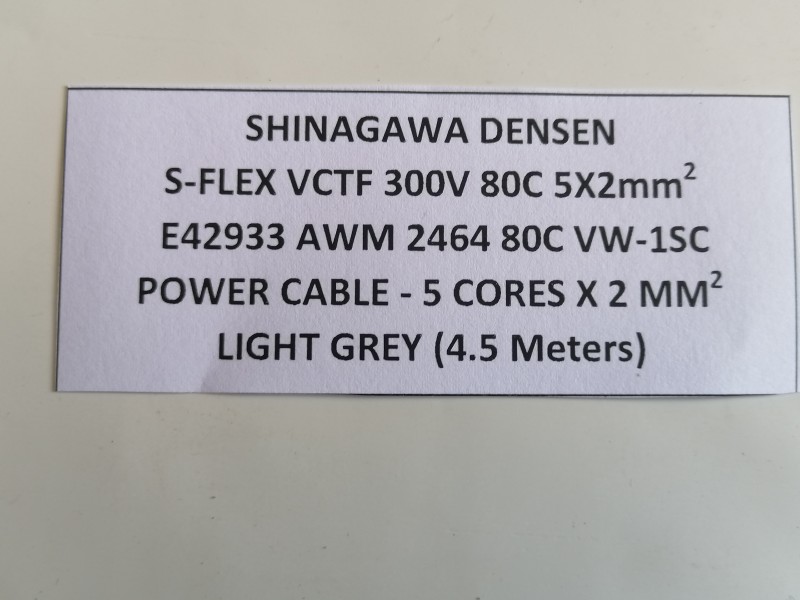 SHINAGAWA DENSEN
S-FLEX VCTF 300V 80C 5X2mm²
E42933 AWM 2464 80C VW-1SC
POWER CABLE - 5 CORES X 2 MM²
LIGHT GREY (4.5 Meters)